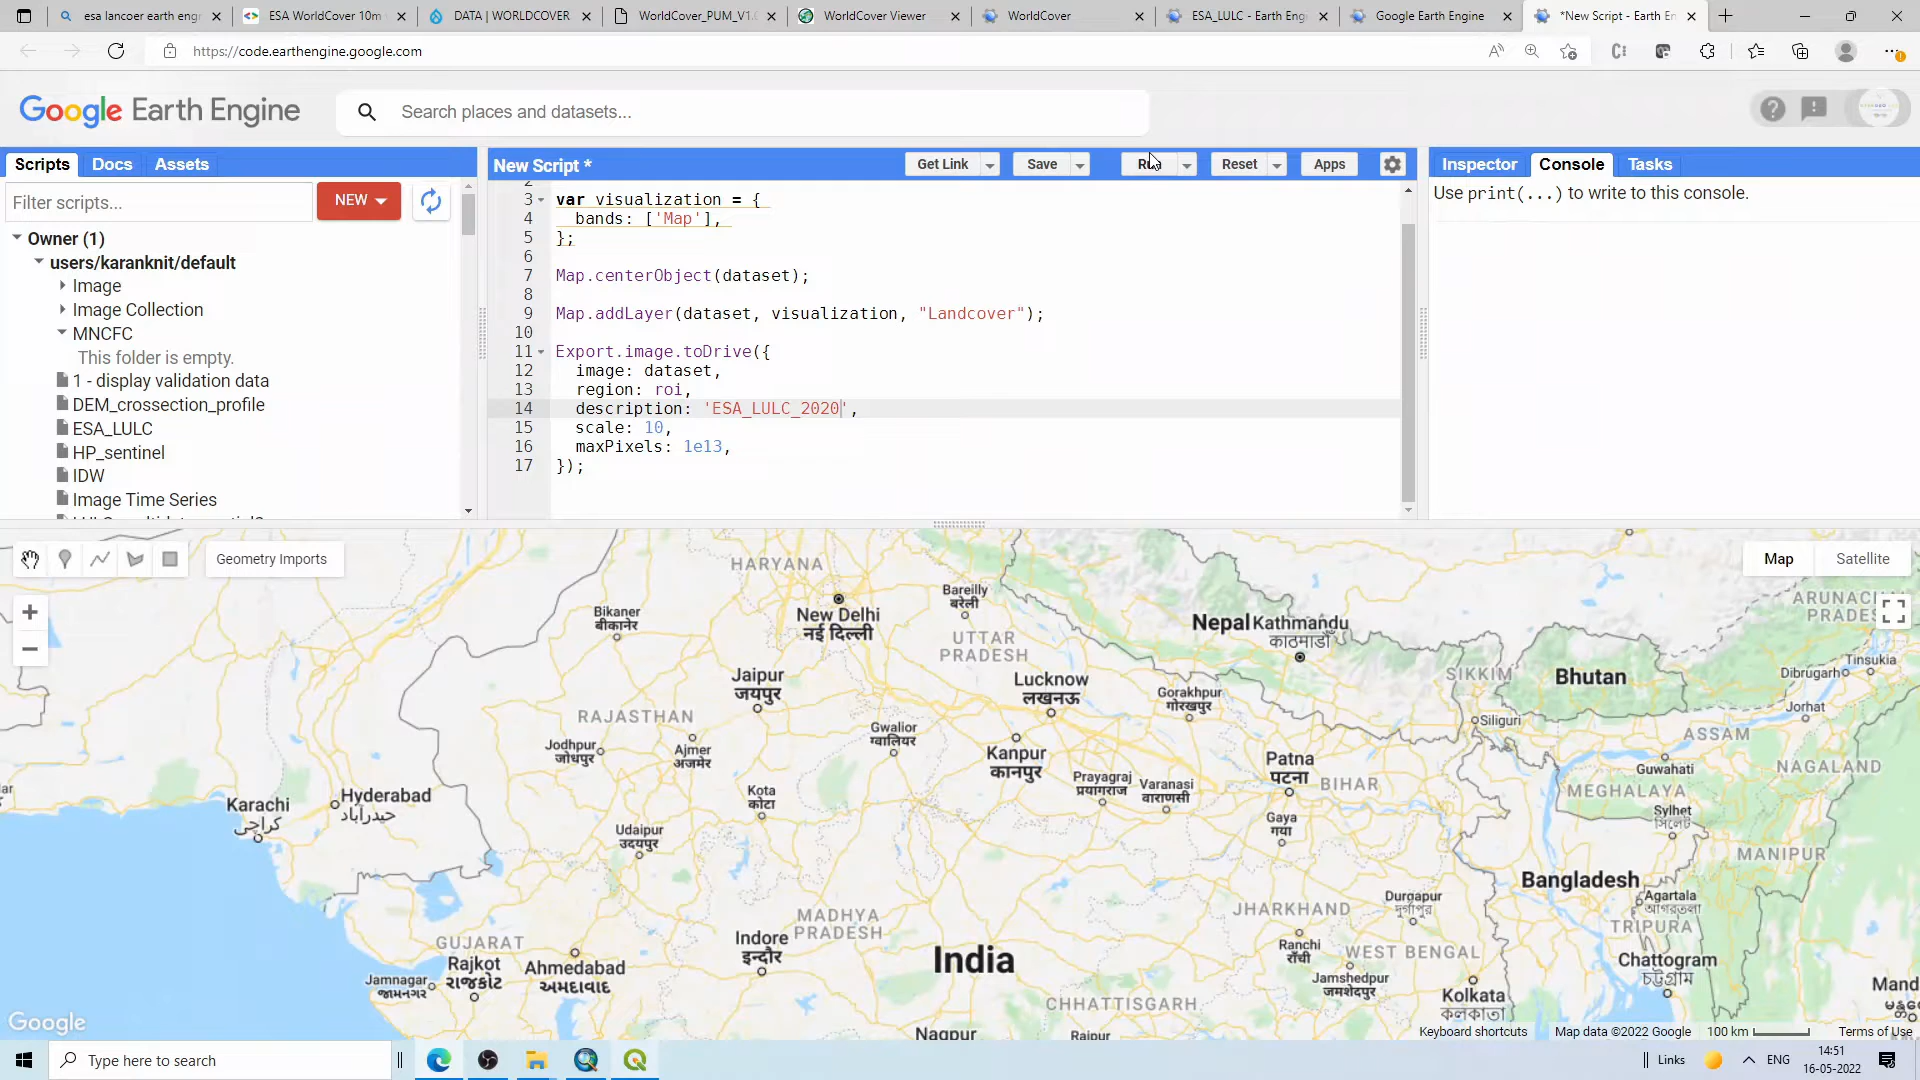 esa lancoer earth eng
ESA WorldCover 10m
DATA | WORLDCOVER
WorldCover_PUM_V1.
WorldCover Viewer
WorldCover
ESA_LULC - Earth Eng
Google Earth Engine
*New Script - Earth En
https://code.earthengine.google.com
Google Earth Engine
Search places and datasets...
Scripts
Docs
Assets
New Script *
Get Link
Save
Run
Reset
Apps
Inspector
Console
Tasks
Filter scripts...
NEW
Use print(...) to write to this console.
Owner (1)
users/karanknit/default
Image
Image Collection
MNCFC
This folder is empty.
1 - display validation data
DEM_crossection_profile
ESA_LULC
HP_sentinel
IDW
Image Time Series
3 var visualization = {
4 bands: ['Map'],
5 };
6
7 Map.centerObject(dataset);
8
9 Map.addLayer(dataset, visualization, "Landcover");
10
11 Export.image.toDrive({
12 image: dataset,
13 region: roi,
14 description: 'ESA_LULC_2020',
15 scale: 10,
16 maxPixels: 1e13,
17 });
Geometry Imports
Map
Satellite
HARYANA
New Delhi
नई दिल्ली
Bikaner
बीकानेर
Bareilly
बरेली
UTTAR
PRADESH
Nepal
Kathmandu
काठमाडौं
ARUNAC
PRADES
Jaipur
जयपुर
Lucknow
लखनऊ
Gorakhpur
गोरखपुर
SIKKIM
Bhutan
Tinsukia
Dibrugarh
Jorhat
RAJASTHAN
Jodhpur
जोधपुर
Ajmer
अजमेर
Gwalior
ग्वालियर
Kanpur
कानपुर
Patna
पटना
BIHAR
Siliguri
ASSAM
Guwahati
NAGALAND
MEGHALAYA
Karachi
کراچی
Hyderabad
حیدرآباد
Kota
कोटा
Prayagraj
प्रयागराज
Varanasi
वाराणसी
Gaya
गया
Sylhet
সিলেট
Udaipur
उदयपुर
MANIPUR
Bangladesh
Agartala
আগরতলা
TRIPURA
MADHYA
PRADESH
JHARKHAND
Durgapur
দুর্গাপুর
GUJARAT
Rajkot
રાજકોટ
Ahmedabad
અમદાવાદ
Indore
इन्दौर
India
Ranchi
राँची
WEST BENGAL
Chattogram
চট্টগ্রাম
Jamnagar
જામનગર
Jamshedpur
जमशेदपुर
Kolkata
কলকাতা
Mand
CHHATTISGARH
Nagpur
Raipur
Google
Keyboard shortcuts
Map data ©2022 Google
100 km
Terms of Use
Type here to search
Links
ENG
14:51
16-05-2022